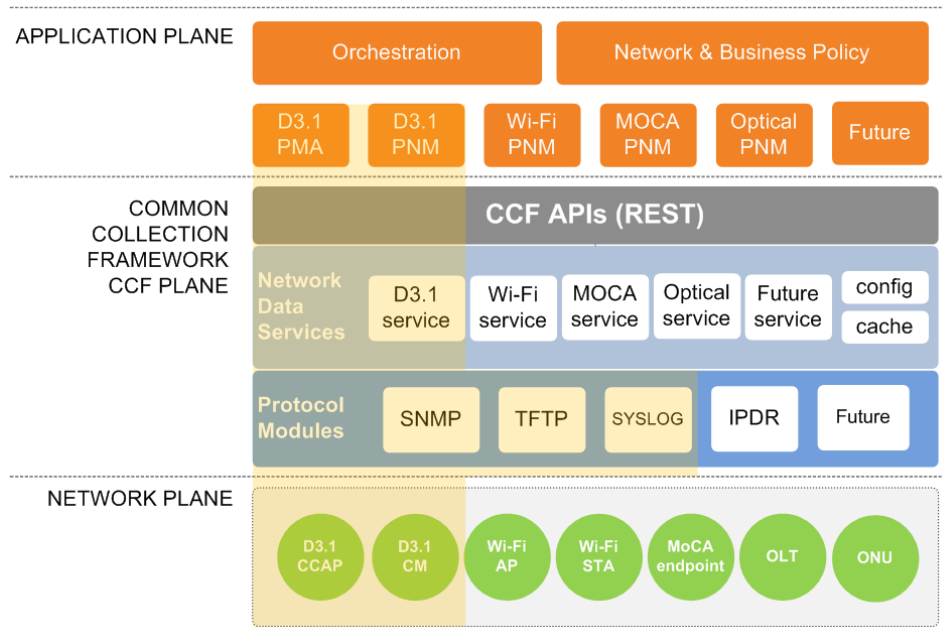 APPLICATION PLANE
Orchestration
Network & Business Policy
D3.1
PMA
D3.1
PNM
Wi-Fi
PNM
MOCA
PNM
Optical
PNM
Future
COMMON
COLLECTION
FRAMEWORK
CCF PLANE
CCF APIs (REST)
Network
Data
Services
D3.1
service
Wi-Fi
service
MOCA
service
Optical
service
Future
service
config
cache
Protocol
Modules
SNMP
TFTP
SYSLOG
IPDR
Future
NETWORK PLANE
D3.1
CCAP
D3.1
CM
Wi-Fi
AP
Wi-Fi
STA
MoCA
endpoint
OLT
ONU